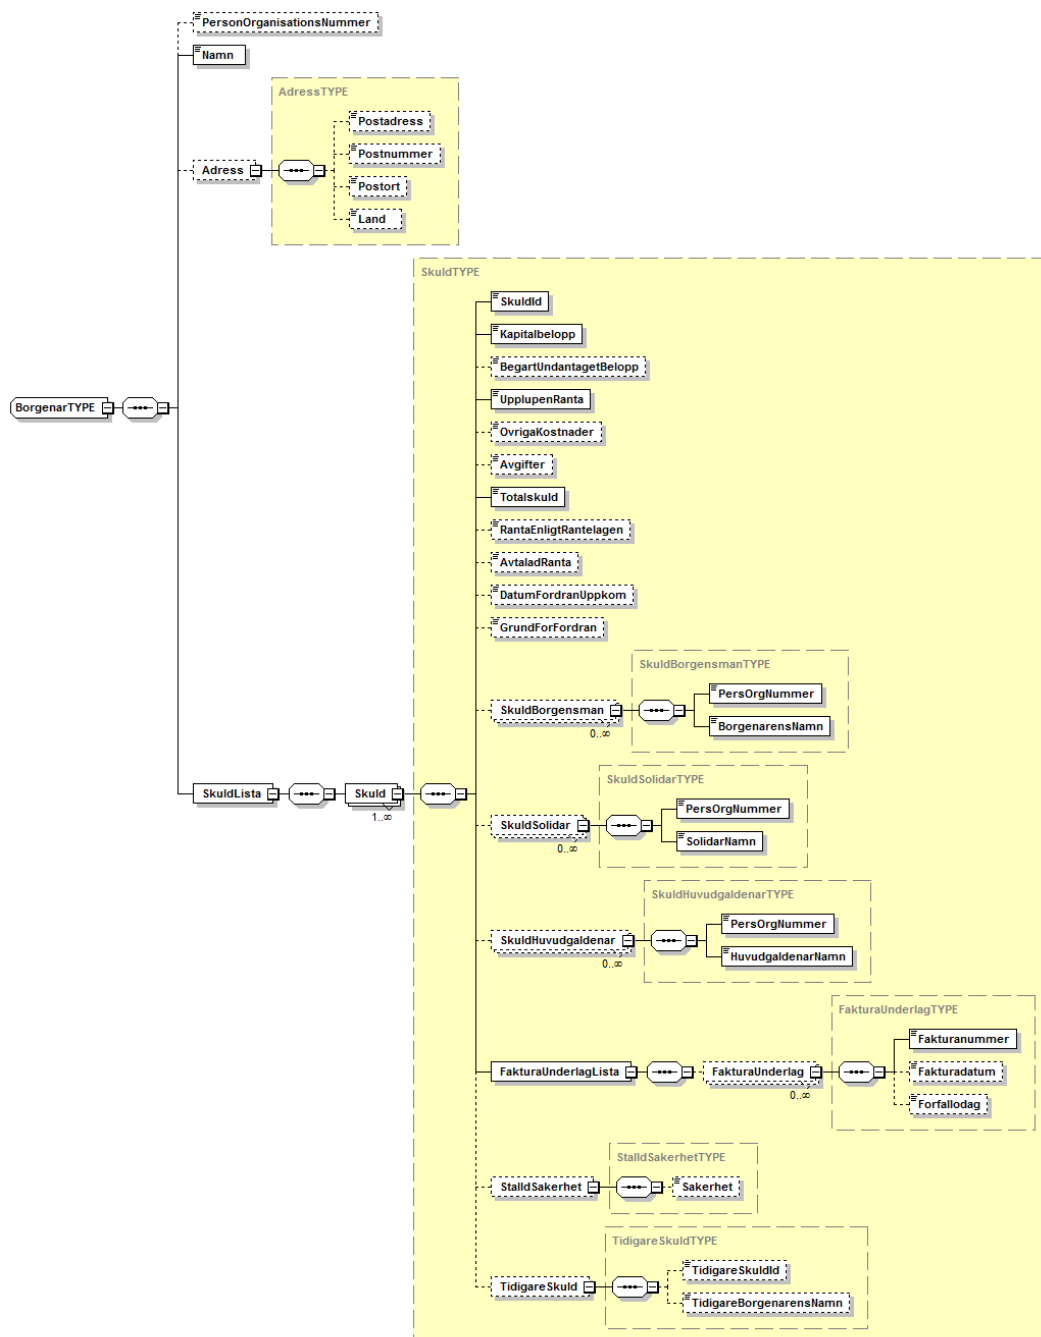 PersonOrganisationsNummer
Namn
AdressTYPE
Postadress
Postnummer
Adress
Postort
Land
SkuldTYPE
SkuldId
Kapitalbelopp
BegartUndantagetBelopp
UpplupenRanta
BorgenarTYPE
OvrigaKostnader
Avgifter
Totalskuld
RantaEnligtRantelagen
AvtaladRanta
DatumFordranUppkom
GrundForFordran
SkuldBorgensmanTYPE
PersOrgNummer
SkuldBorgensman
0..∞
BorgenarensNamn
SkuldLista
Skuld
1..∞
SkuldSolidarTYPE
PersOrgNummer
SkuldSolidar
0..∞
SolidarNamn
SkuldHuvudgaldenarTYPE
PersOrgNummer
SkuldHuvudgaldenar
0..∞
HuvudgaldenarNamn
FakturaUnderlagTYPE
Fakturanummer
FakturaUnderlagLista
FakturaUnderlag
0..∞
Fakturadatum
Forfallodag
StalldSakerhetTYPE
StalldSakerhet
Sakerhet
TidigareSkuldTYPE
TidigareSkuldId
TidigareSkuld
TidigareBorgenarensNamn